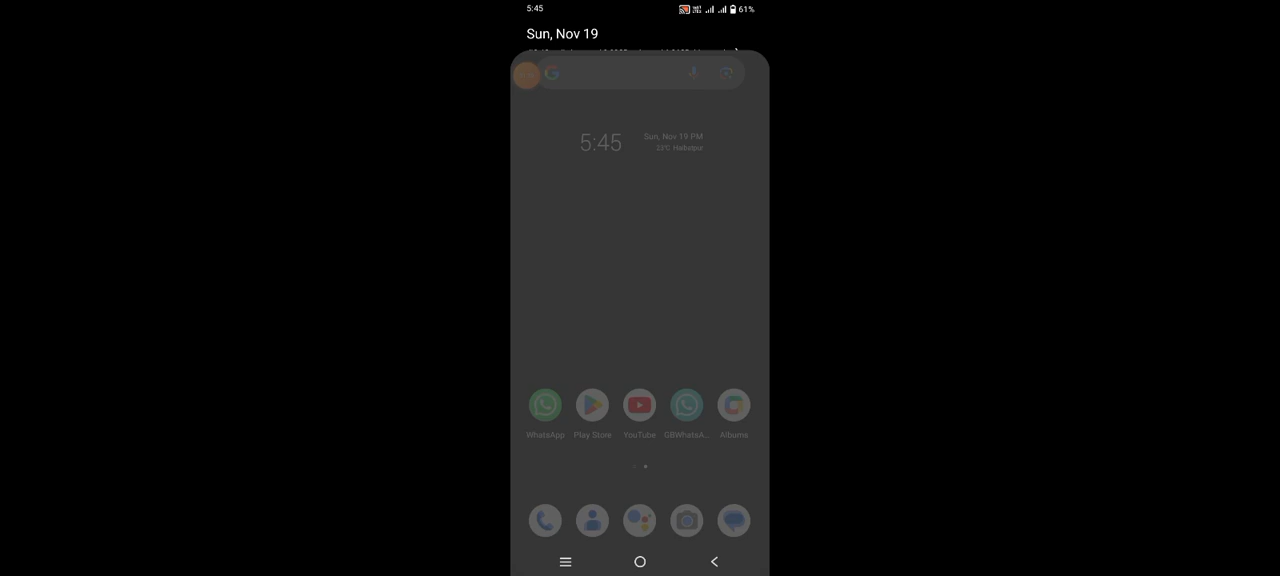 5:45
61%
Sun, Nov 19
5:45
Sun, Nov 19 PM
WhatsApp Play Store YouTube GBWhatsA... Albums